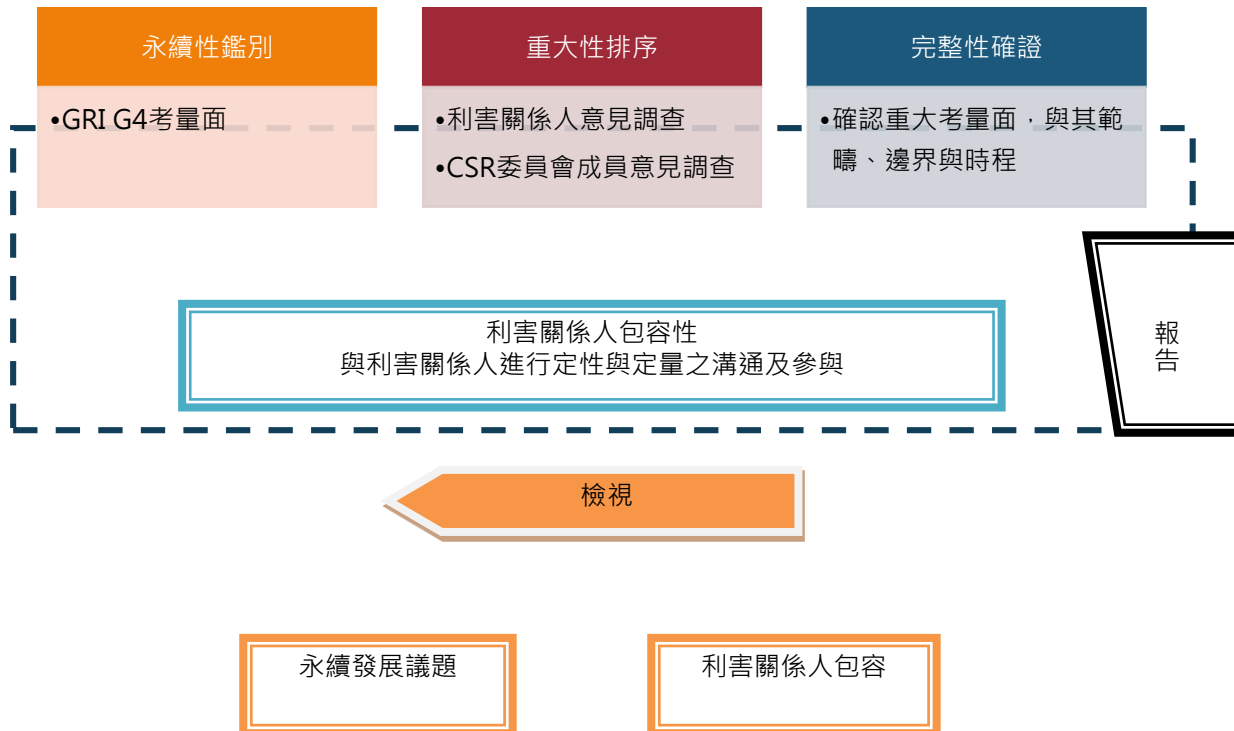 永續性鑑別
•GRI G4考量面
重大性排序
•利害關係人意見調查
•CSR委員會成員意見調查
完整性確證
•確認重大考量面，與其範
疇、邊界與時程
利害關係人包容性
與利害關係人進行定性與定量之溝通及參與
報
告
檢視
永續發展議題
利害關係人包容